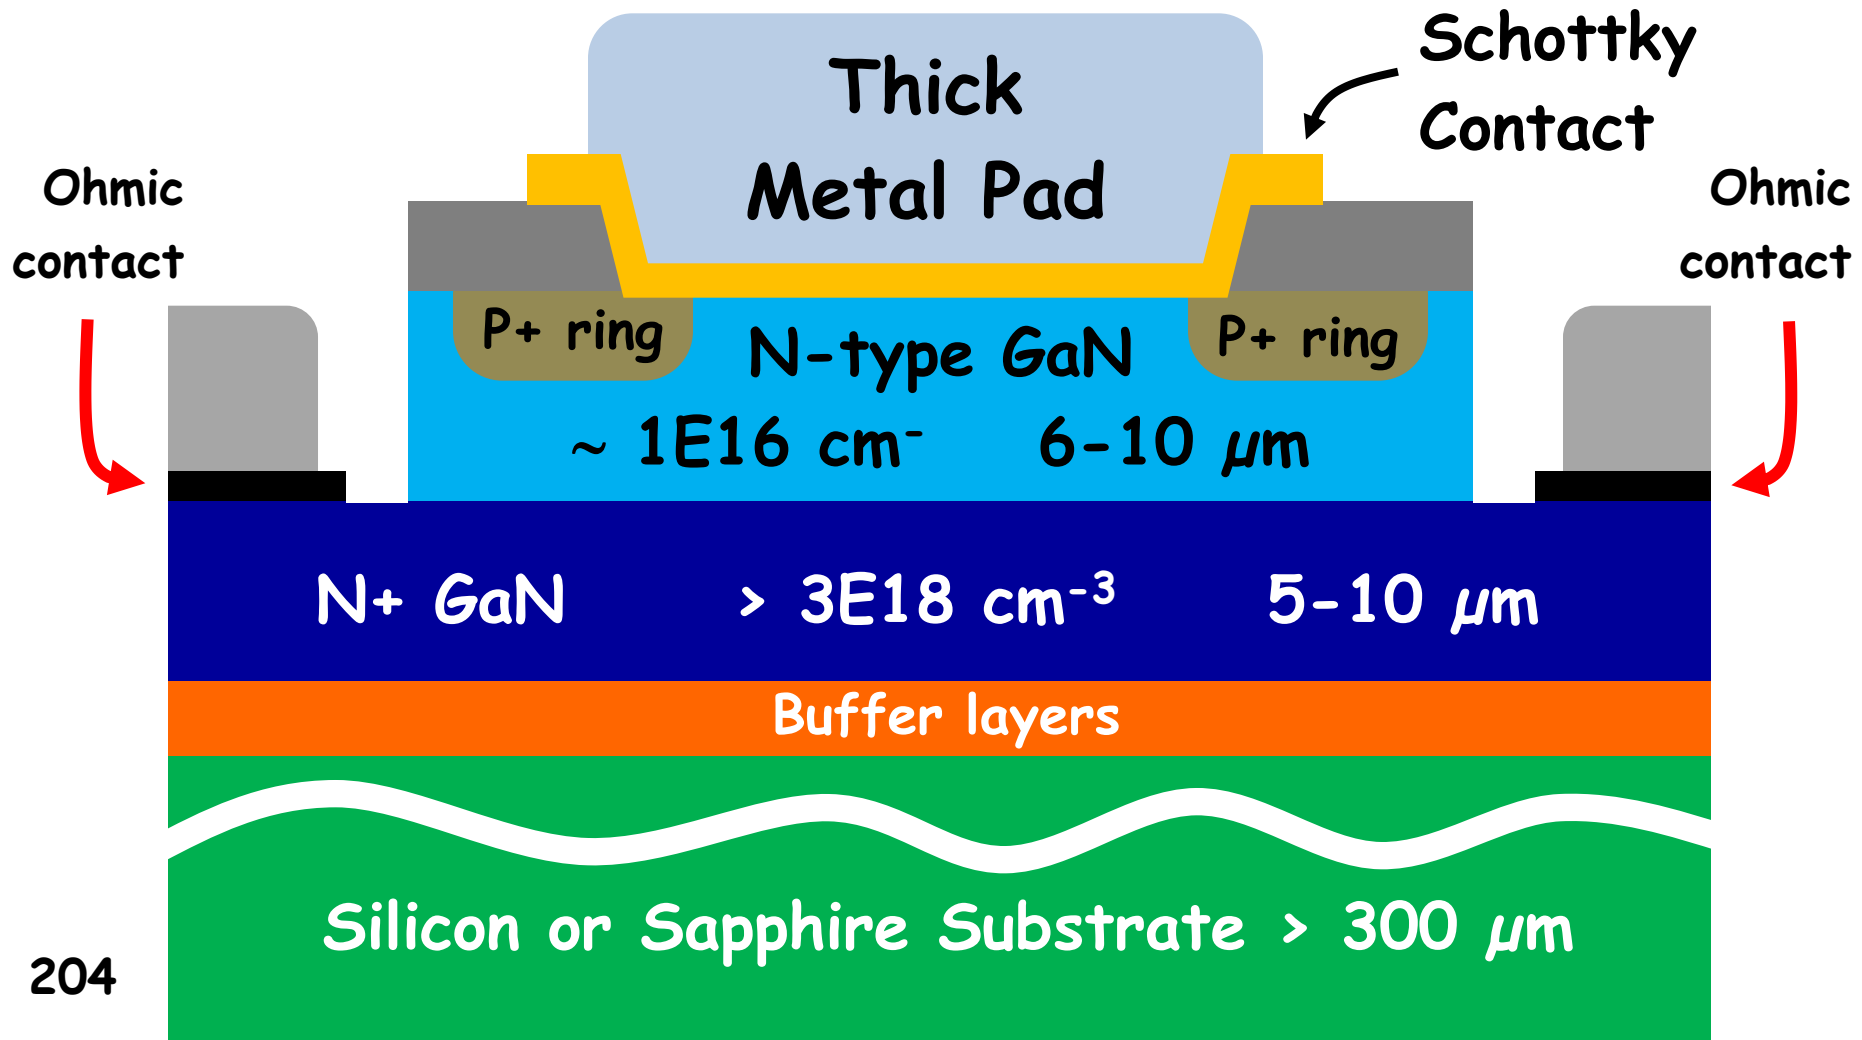 Thick
Metal Pad
Schottky
Contact
Ohmic
contact
Ohmic
contact
P+ ring
P+ ring
N-type GaN
~ 1E16 cm⁻ 6-10 µm
N+ GaN > 3E18 cm⁻³ 5-10 µm
Buffer layers
Silicon or Sapphire Substrate > 300 µm
204